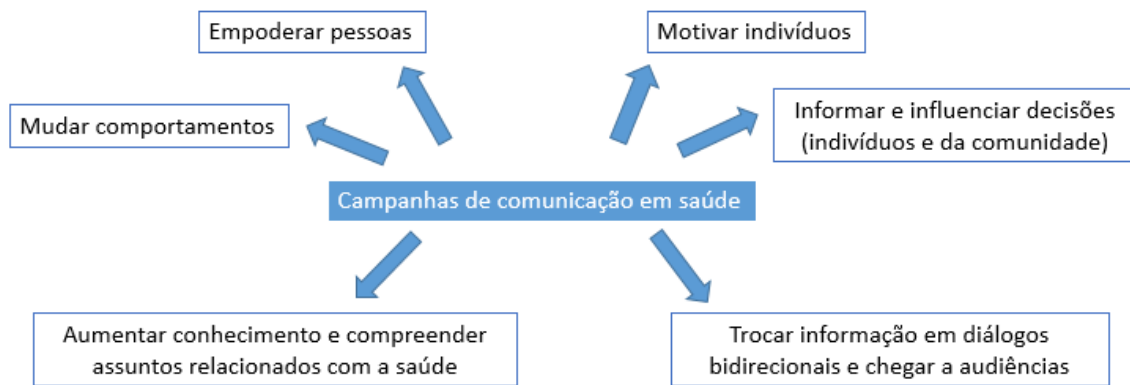 Empoderar pessoas
Motivar indivíduos
Mudar comportamentos
Informar e influenciar decisões
(indivíduos e da comunidade)
Campanhas de comunicação em saúde
Aumentar conhecimento e compreender
assuntos relacionados com a saúde
Trocar informação em diálogos
bidirecionais e chegar a audiências